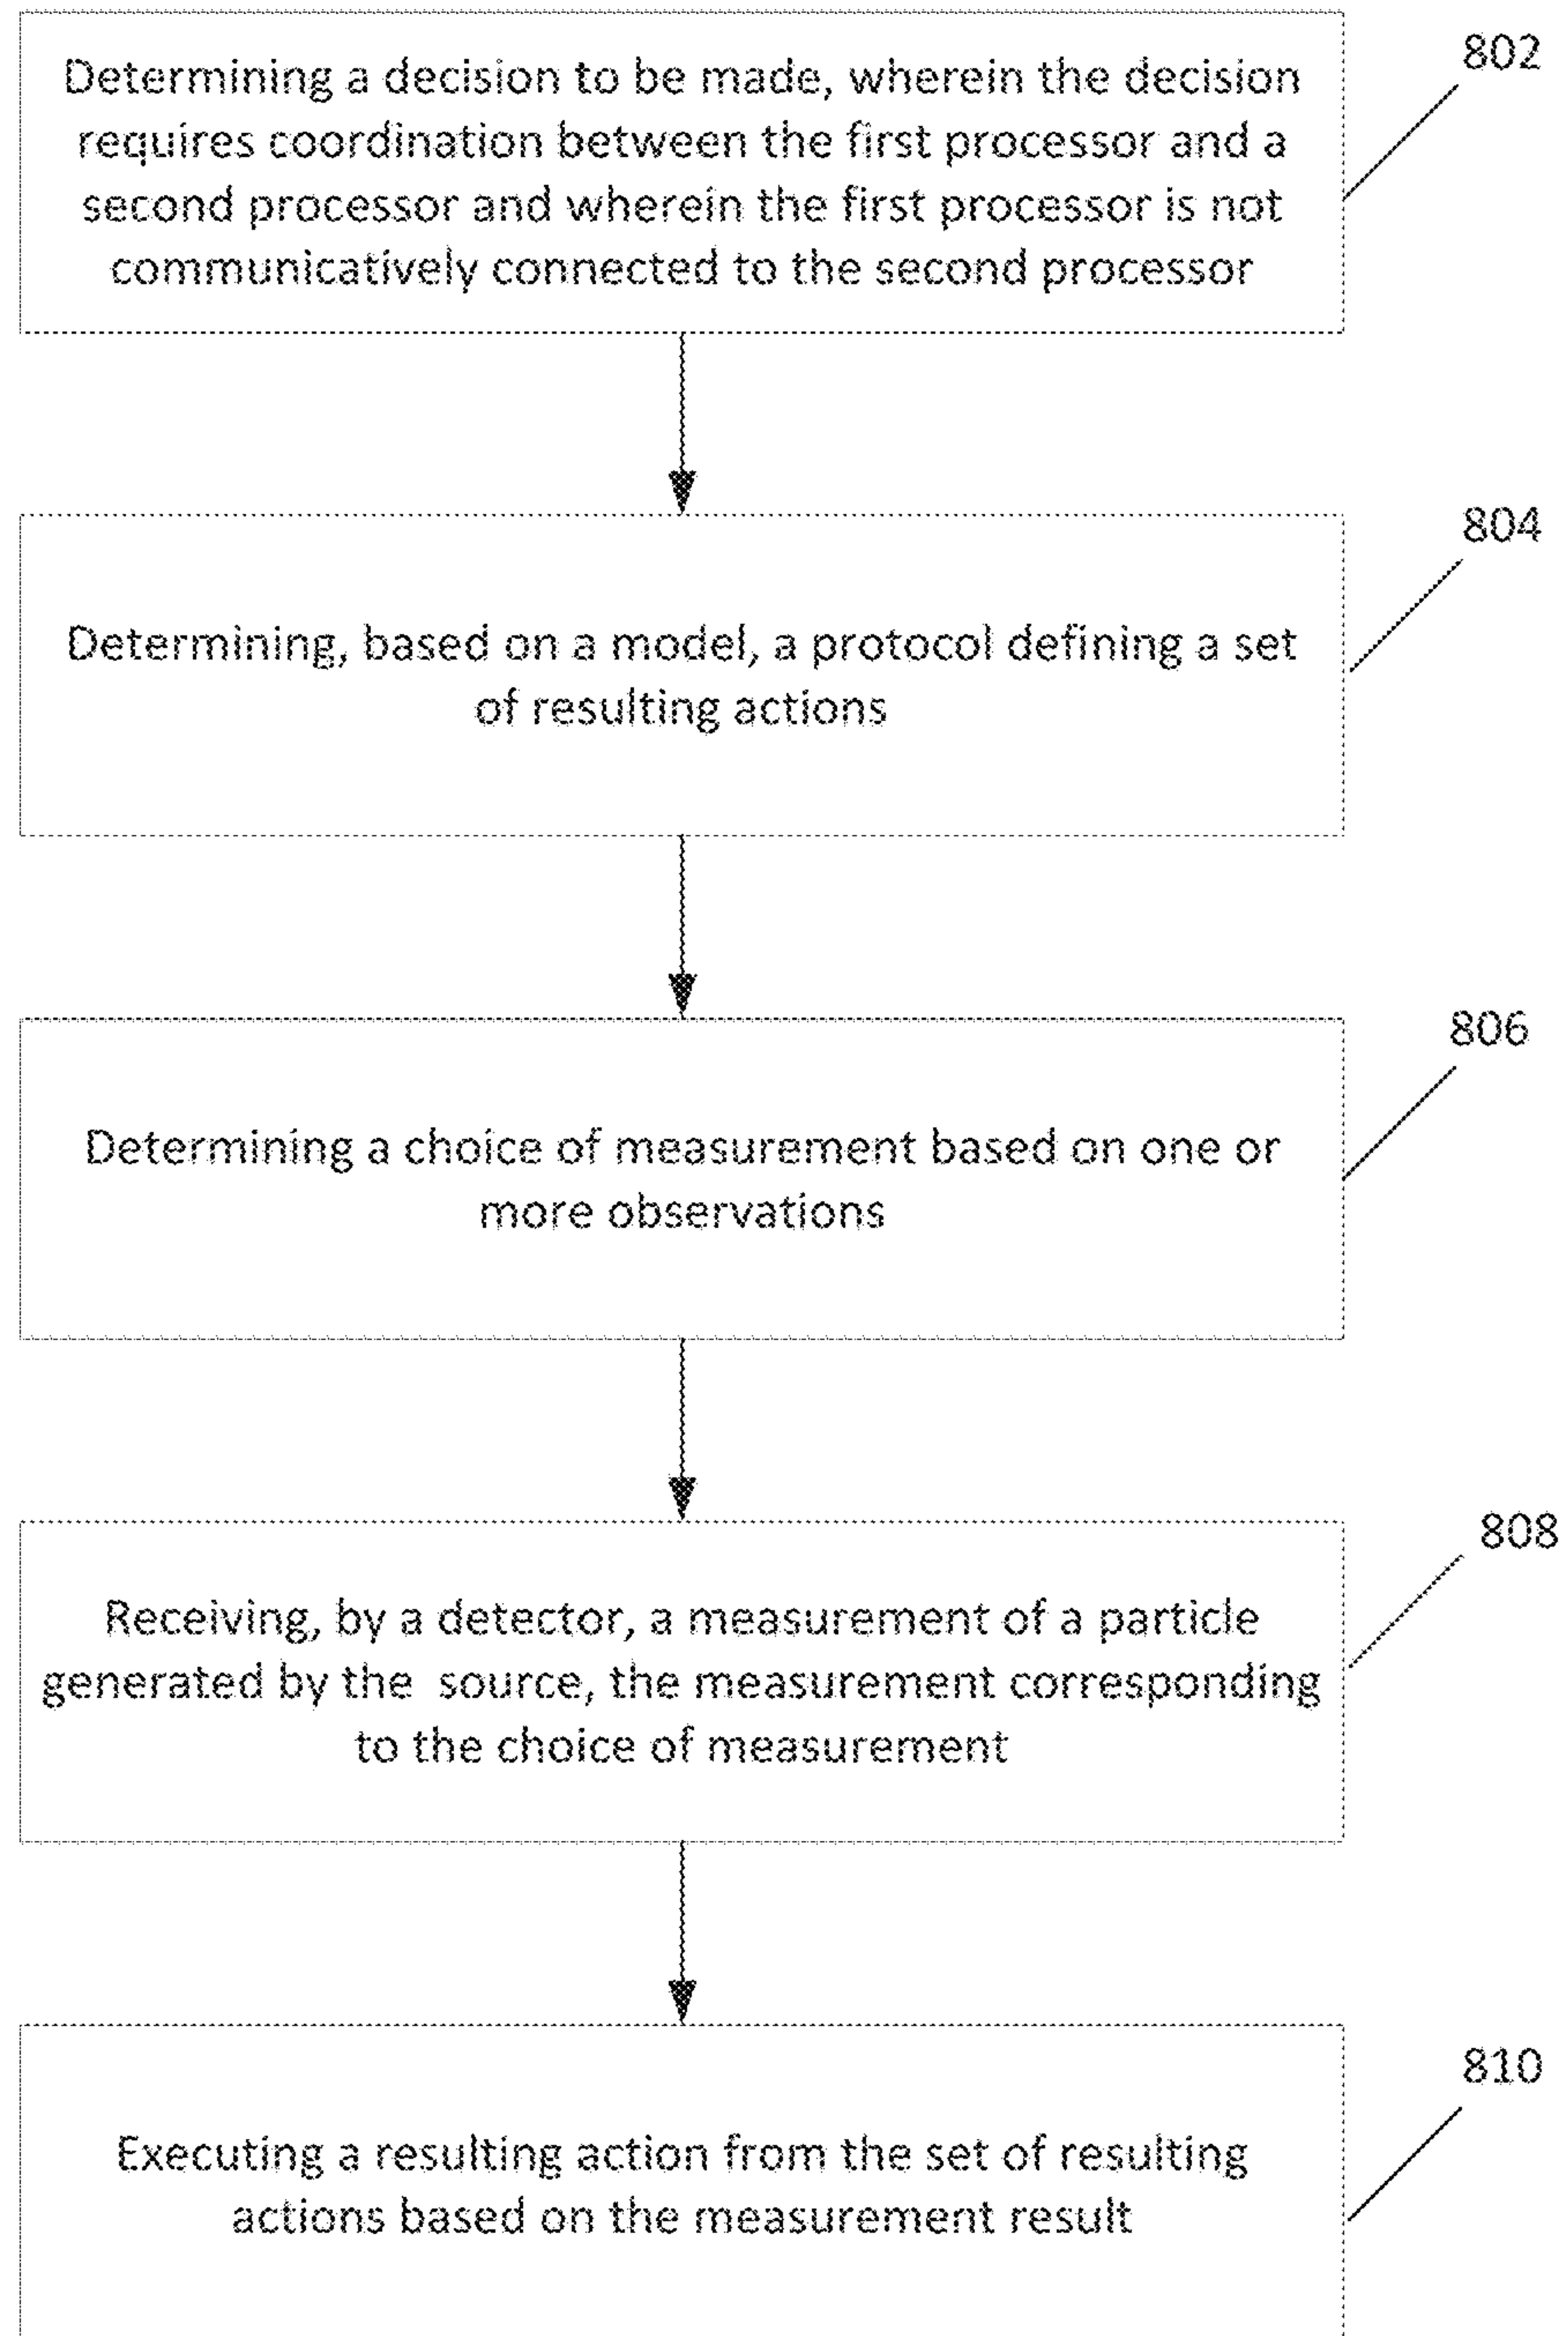 802
Determining a decision to be made, wherein the decision
requires coordination between the first processor and a
second processor and wherein the first processor is not
communicatively connected to the second processor
804
Determining, based on a model, a protocol defining a set
of resulting actions
806
Determining a choice of measurement based on one or
more observations
808
Receiving, by a detector, a measurement of a particle
generated by the source, the measurement corresponding
to the choice of measurement
810
Executing a resulting action from the set of resulting
actions based on the measurement result